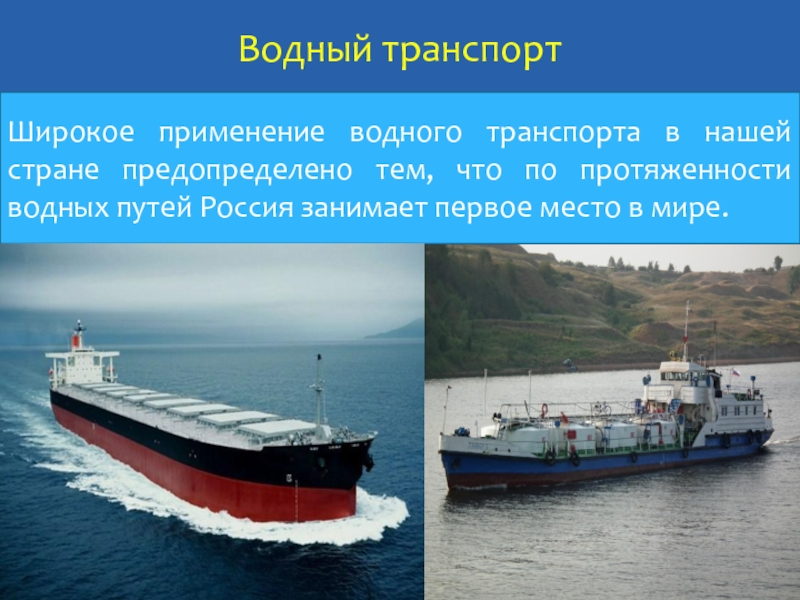 Водный транспорт
Широкое применение водного транспорта в нашей
стране предопределено тем, что по протяженности
водных путей Россия занимает первое место в мире.